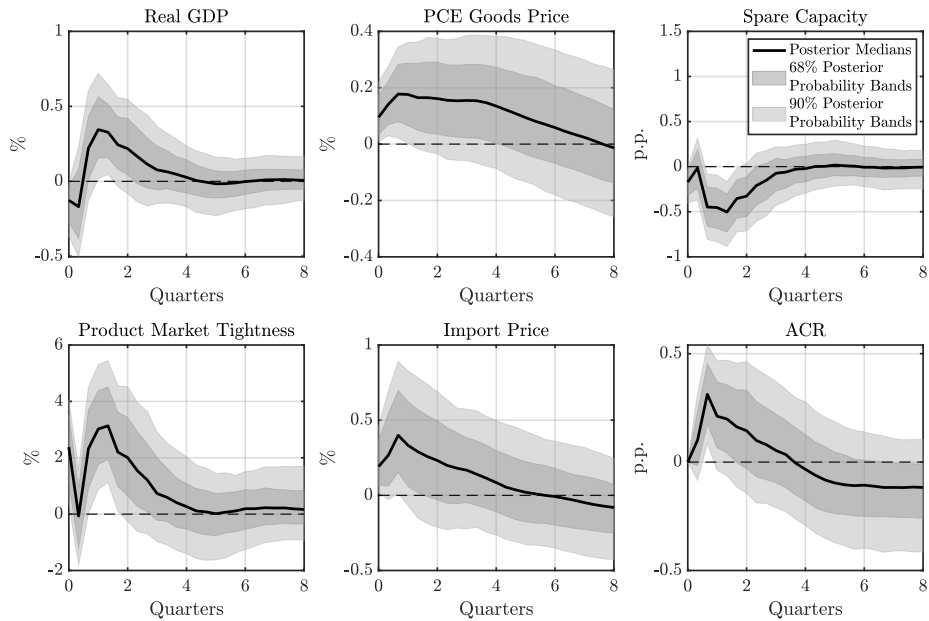 Real GDP
1
0.5
0
-0.5
%
0 2 4 6 8
Quarters
PCE Goods Price
0.4
0.2
0
0.2
0.4
%
0 2 4 6 8
Quarters
Spare Capacity
1.5
1
0.5
0
-0.5
-1
p.p.
Posterior Medians
68% Posterior
Probability Bands
90% Posterior
Probability Bands
0 2 4 6 8
Quarters
Product Market Tightness
6
4
2
0
-2
%
0 2 4 6 8
Quarters
Import Price
1
0.5
0
-0.5
%
0 2 4 6 8
Quarters
ACR
0.5
0
-0.5
p.p.
0 2 4 6 8
Quarters